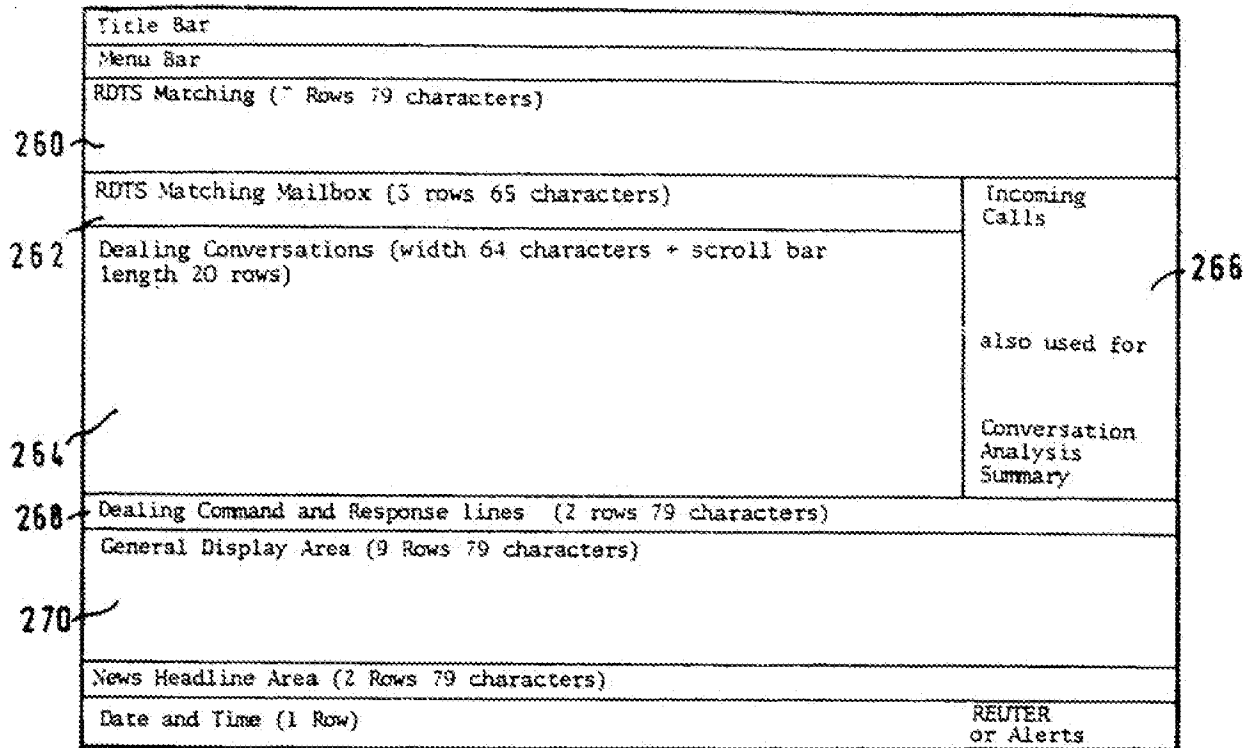 Title Bar
Menu Bar
RDTS Matching ( Rows 79 characters)
260
RDTS Matching Mailbox (3 rows 65 characters)
Incoming
Calls
262
Dealing Conversations (width 64 characters + scroll bar
length 20 rows)
266
also used for
264
Conversation
Analysis
Summary
268
Dealing Command and Response lines (2 rows 79 characters)
General Display Area (9 Rows 79 characters)
270
News Headline Area (2 Rows 79 characters)
Date and Time (1 Row)
REUTER
or Alerts